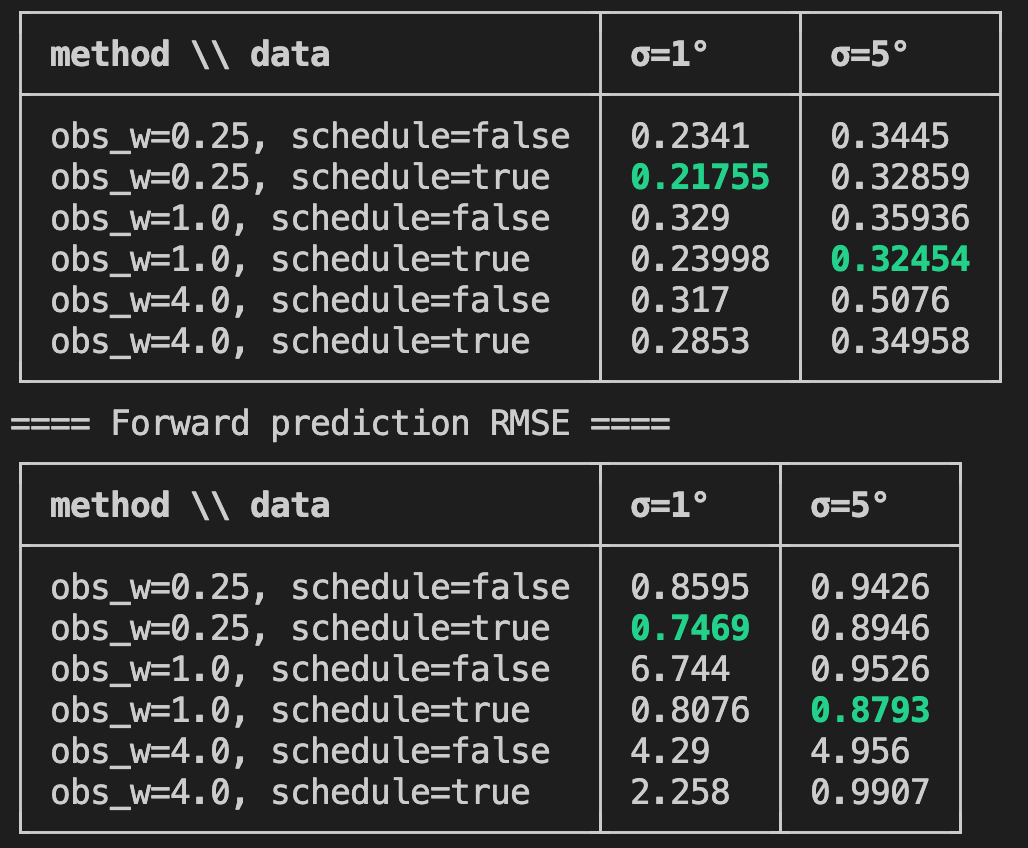 method \\ data σ=1° σ=5°
obs_w=0.25, schedule=false 0.2341 0.3445
obs_w=0.25, schedule=true 0.21755 0.32859
obs_w=1.0, schedule=false 0.329 0.35936
obs_w=1.0, schedule=true 0.23998 0.32454
obs_w=4.0, schedule=false 0.317 0.5076
obs_w=4.0, schedule=true 0.2853 0.34958
==== Forward prediction RMSE ====
method \\ data σ=1° σ=5°
obs_w=0.25, schedule=false 0.8595 0.9426
obs_w=0.25, schedule=true 0.7469 0.8946
obs_w=1.0, schedule=false 6.744 0.9526
obs_w=1.0, schedule=true 0.8076 0.8793
obs_w=4.0, schedule=false 4.29 4.956
obs_w=4.0, schedule=true 2.258 0.9907